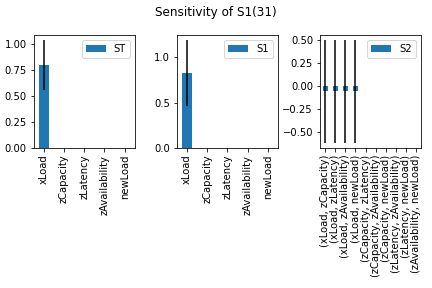 Sensitivity of S1(31)
ST
1.00
0.75
0.50
0.25
0.00
xLoad
zCapacity
zLatency
zAvailability
newLoad
S1
1.0
0.5
0.0
xLoad
zCapacity
zLatency
zAvailability
newLoad
S2
0.50
0.25
0.00
−0.25
−0.50
(xLoad, zCapacity)
(xLoad, zLatency)
(xLoad, zAvailability)
(xLoad, newLoad)
(zCapacity, zLatency)
(zCapacity, zAvailability)
(zCapacity, newLoad)
(zLatency, zAvailability)
(zLatency, newLoad)
(zAvailability, newLoad)